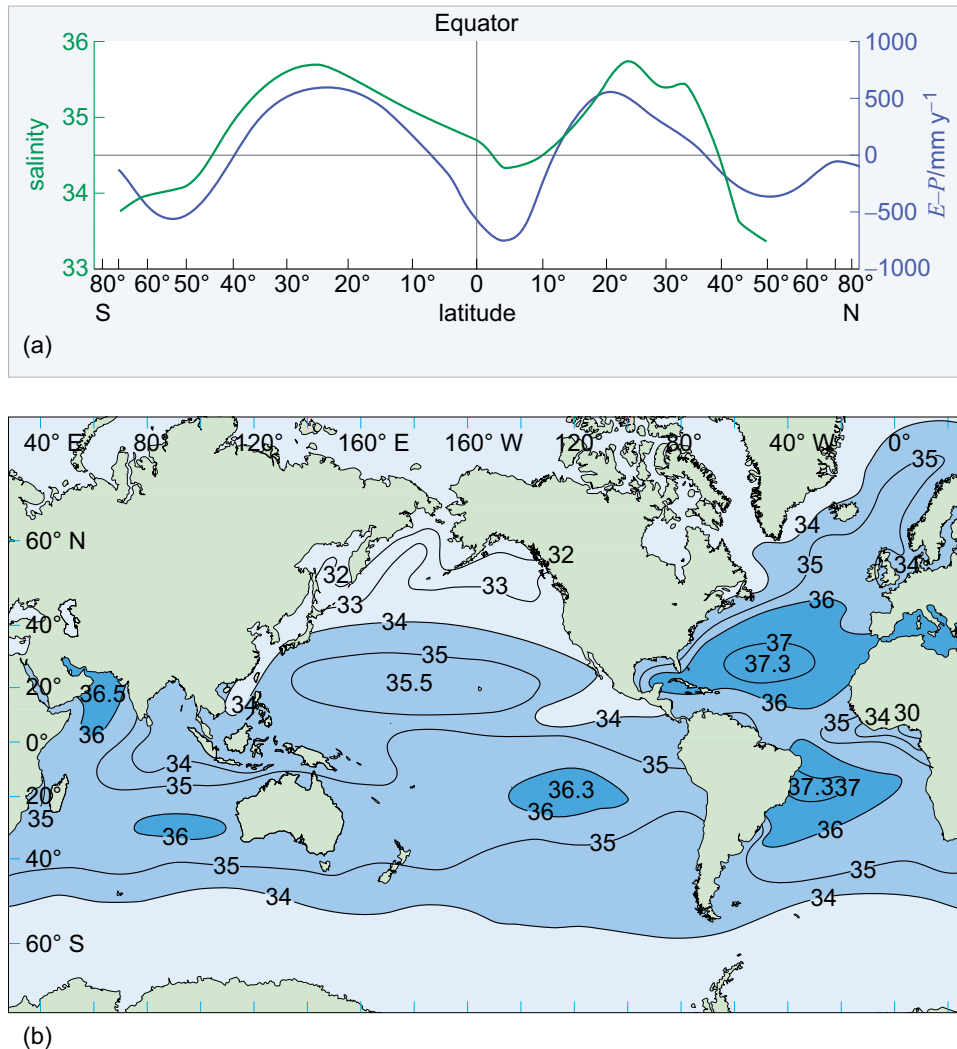 Equator
36 1000
35 500
salinity 0 E–P/mm y⁻¹
34 –500
33 –1000
80° 60° 50° 40° 30° 20° 10° 0 10° 20° 30° 40° 50° 60° 80°
S latitude N
(a)
40° E 80° 120° 160° E 160° W 120° 80° 40° W 0°
35
34
60° N
32 32 35 34
33 33
36
40° 34
37
35
37.3
35.5
20° 36.5 34 36
34 35 34 30
36
0°
34 35
35
20° 36.3 37.3 37
35 36
36 36
35 35 35
40°
34 34
60° S
(b)